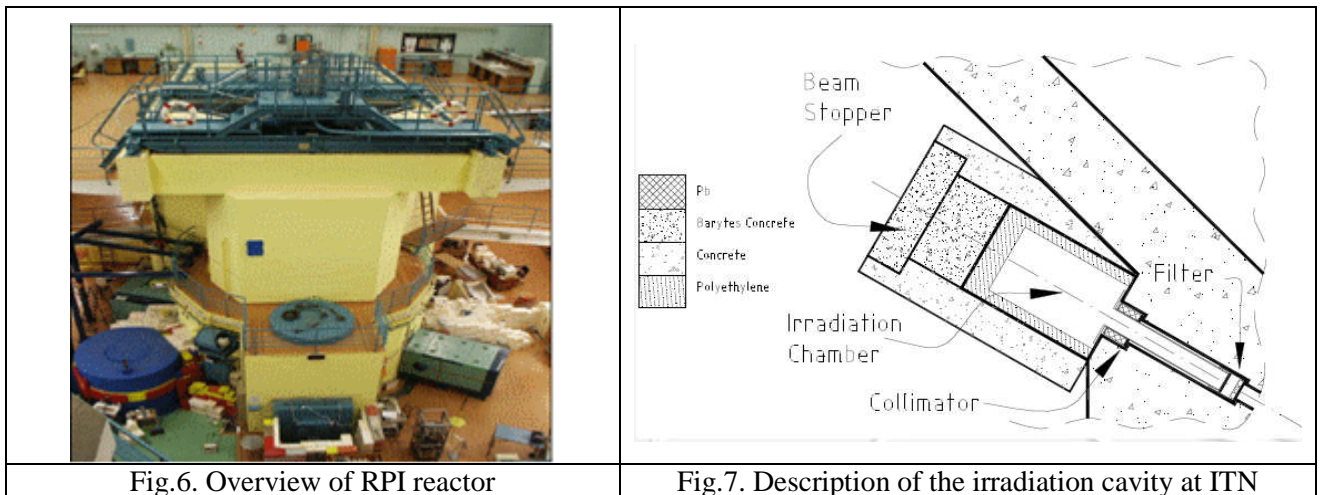 Beam
Stopper
Pb
Barytes Concrete
Concrete
Polyethylene
Filter
Irradiation
Chamber
Collimator
Fig.6. Overview of RPI reactor
Fig.7. Description of the irradiation cavity at ITN